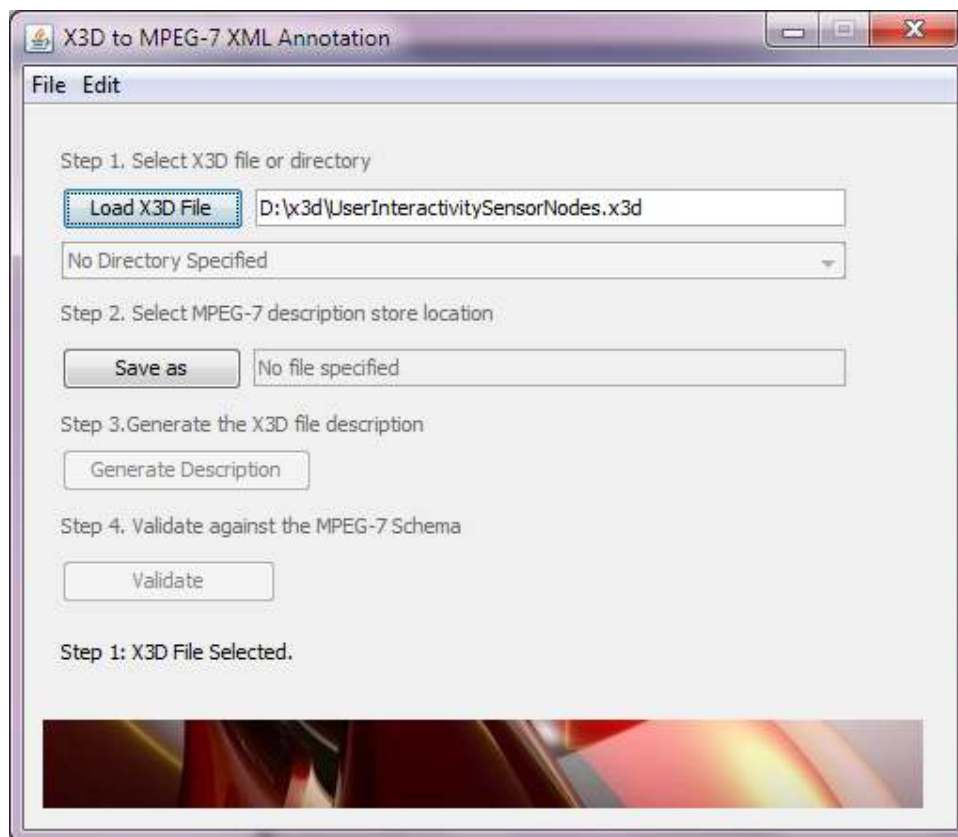 X3D to MPEG-7 XML Annotation
File Edit
Step 1. Select X3D file or directory
Load X3D File D:\x3d\UserInteractivitySensorNodes.x3d
No Directory Specified
Step 2. Select MPEG-7 description store location
Save as No file specified
Step 3.Generate the X3D file description
Generate Description
Step 4. Validate against the MPEG-7 Schema
Validate
Step 1: X3D File Selected.